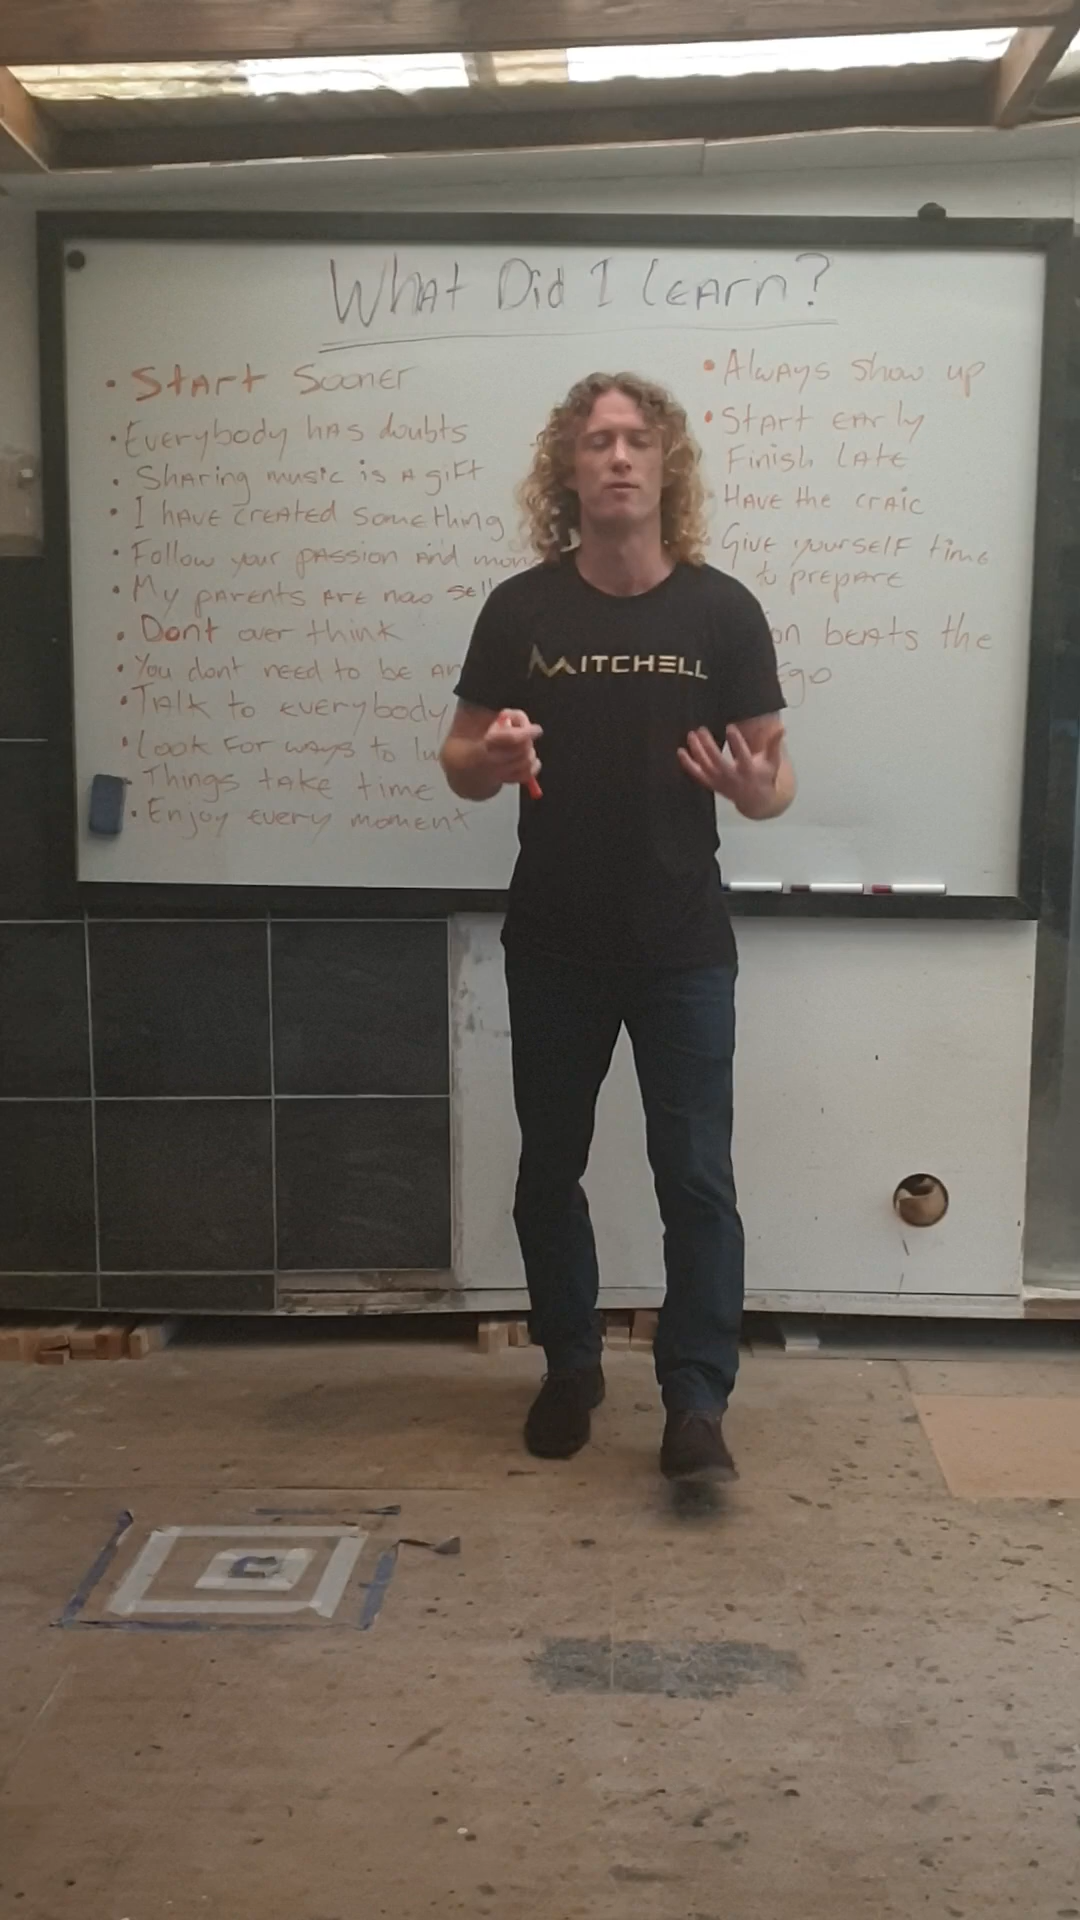 What Did I learn?
• Start Sooner
• Everybody has doubts
• Sharing music is a gift
• I have created something
• Follow your passion and
• My parents are now
• Dont over think
• You dont need to be
• Talk to everybody
• Look for ways to
• Things take time
• Enjoy every moment
• Always show up
• Start early
Finish late
• Have the craic
• Give yourself time
to prepare
beats the
ego
MITCHELL